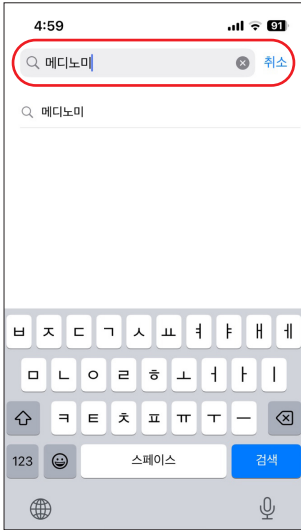 4:59 91
메디노미 취소
메디노미
ㅂ ㅈ ㄷ ㄱ ㅅ ㅛ ㅕ ㅑ ㅐ ㅔ
ㅁ ㄴ ㅇ ㄹ ㅎ ㅗ ㅓ ㅏ ㅣ
ㅋ ㅌ ㅊ ㅍ ㅠ ㅜ ㅡ
123 스페이스 검색